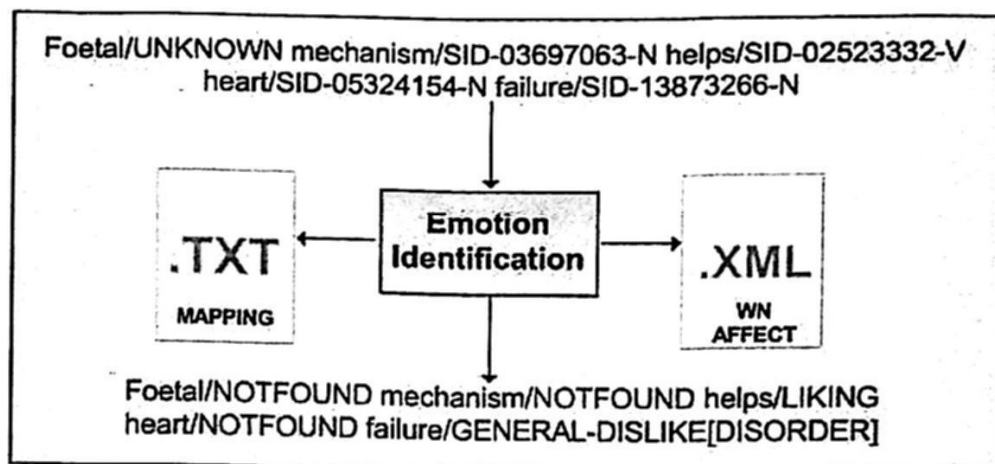 Foetal/UNKNOWN mechanism/SID-03697063-N helps/SID-02523332-V
heart/SID-05324154-N failure/SID-13873266-N
Emotion
Identification
.TXT
MAPPING
.XML
WN
AFFECT
Foetal/NOTFOUND mechanism/NOTFOUND helps/LIKING
heart/NOTFOUND failure/GENERAL-DISLIKE[DISORDER]